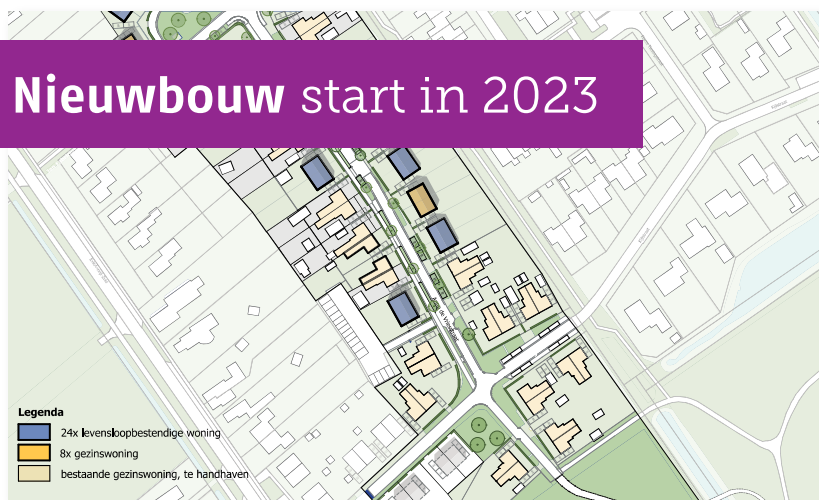 Nieuwbouw start in 2023
Legenda
24x levensloopbestendige woning
8x gezinswoning
bestaande gezinswoning, te handhaven